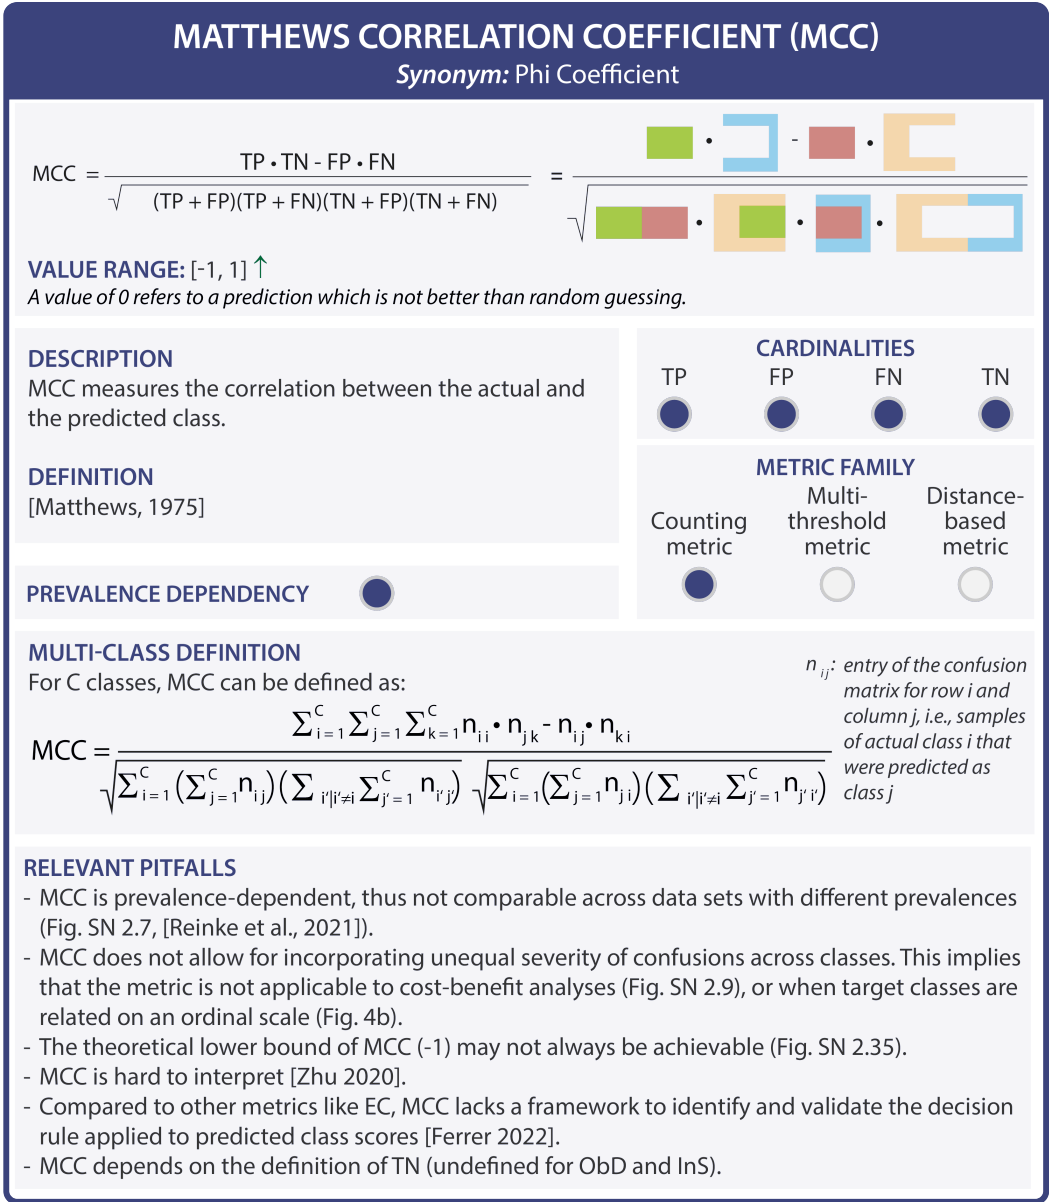 MATTHEWS CORRELATION COEFFICIENT (MCC)
Synonym: Phi Coefficient
MCC = TP • TN - FP • FN
√ (TP + FP)(TP + FN)(TN + FP)(TN + FN)
= • - •
√ • • •
VALUE RANGE: [-1, 1] ↑
A value of 0 refers to a prediction which is not better than random guessing.
DESCRIPTION
MCC measures the correlation between the actual and
the predicted class.
DEFINITION
[Matthews, 1975]
PREVALENCE DEPENDENCY
CARDINALITIES
TP FP FN TN
METRIC FAMILY
Counting
metric
Multi-
threshold
metric
Distance-
based
metric
MULTI-CLASS DEFINITION
For C classes, MCC can be defined as:
∑ C i = 1 ∑ C j = 1 ∑ C k = 1 n i i • n j k - n i j • n k i
MCC =
√ ∑ C i = 1 (∑ C j = 1 n i j) (∑ i'|i'≠i ∑ C j' = 1 n i' j') √ ∑ C i = 1 (∑ C j = 1 n j i) (∑ i'|i'≠i ∑ C j' = 1 n j' i')
n i j : entry of the confusion
matrix for row i and
column j, i.e., samples
of actual class i that
were predicted as
class j
RELEVANT PITFALLS
- MCC is prevalence-dependent, thus not comparable across data sets with different prevalences
(Fig. SN 2.7, [Reinke et al., 2021]).
- MCC does not allow for incorporating unequal severity of confusions across classes. This implies
that the metric is not applicable to cost-benefit analyses (Fig. SN 2.9), or when target classes are
related on an ordinal scale (Fig. 4b).
- The theoretical lower bound of MCC (-1) may not always be achievable (Fig. SN 2.35).
- MCC is hard to interpret [Zhu 2020].
- Compared to other metrics like EC, MCC lacks a framework to identify and validate the decision
rule applied to predicted class scores [Ferrer 2022].
- MCC depends on the definition of TN (undefined for ObD and InS).